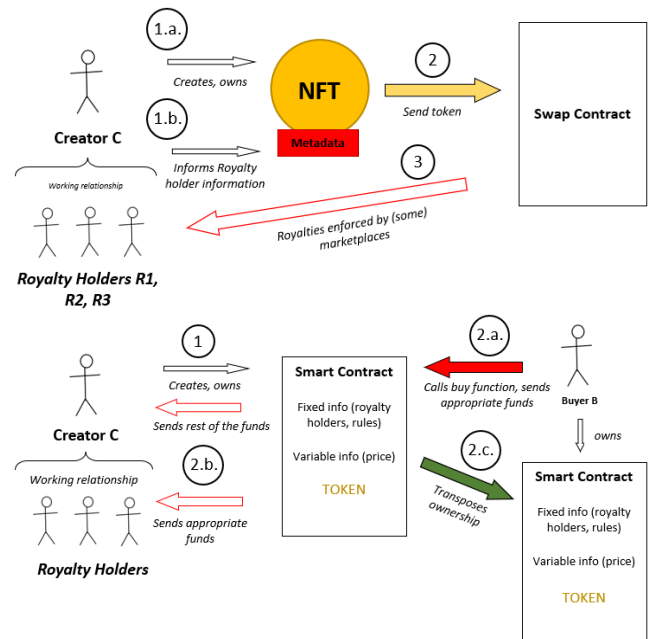 1.a.
Creates, owns
NFT
Metadata
2
Send token
Swap Contract
Creator C
1.b.
Informs Royalty
holder information
Working relationship
3
Royalties enforced by (some)
marketplaces
Royalty Holders R1,
R2, R3
1
Creates, owns
Sends rest of the funds
Creator C
Working relationship
2.b.
Sends appropriate
funds
Royalty Holders
Smart Contract
Fixed info (royalty
holders, rules)
Variable info (price)
TOKEN
2.a.
Calls buy function, sends
appropriate funds
Buyer B
owns
2.c.
Transposes
ownership
Smart Contract
Fixed info (royalty
holders, rules)
Variable info (price)
TOKEN